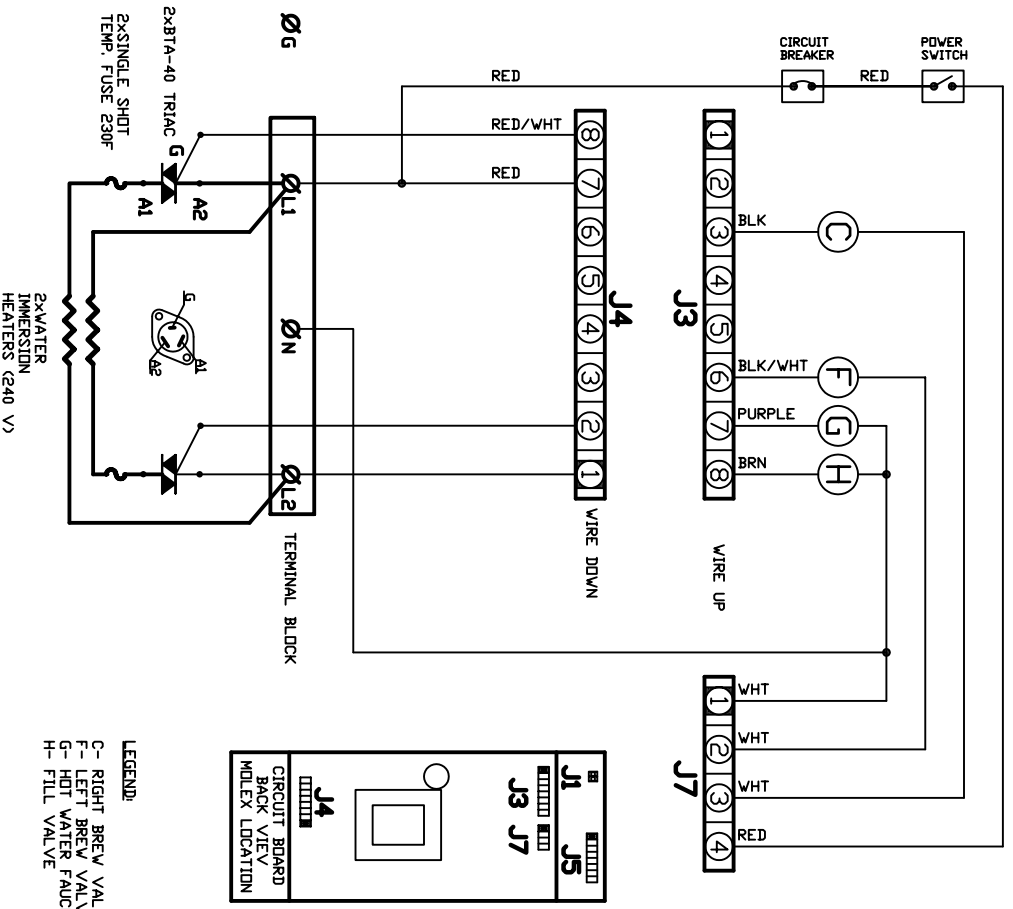 POWER
SWITCH
CIRCUIT
BREAKER
RED
RED
RED/WHT
RED
8
7
6
5
4
3
2
1
J4
WIRE DOWN
1
2
3
4
5
6
7
8
J3
WIRE UP
BLK
BLK/WHT
PURPLE
BRN
C
F
G
H
WHT
WHT
WHT
RED
1
2
3
4
J7
G
L1
N
L2
TERMINAL BLOCK
2xBTA-40 TRIAC
2xSINGLE SHOT
TEMP. FUSE 230F
G
A1
A2
G
A1
A2
2xWATER
IMMERSION
HEATERS (240 V)
J1
J5
J3
J7
J4
CIRCUIT BOARD
BACK VIEW
MOLEX LOCATION
LEGEND:
C- RIGHT BREW VAL
F- LEFT BREW VAL
G- HOT WATER FAUC
H- FILL VALVE